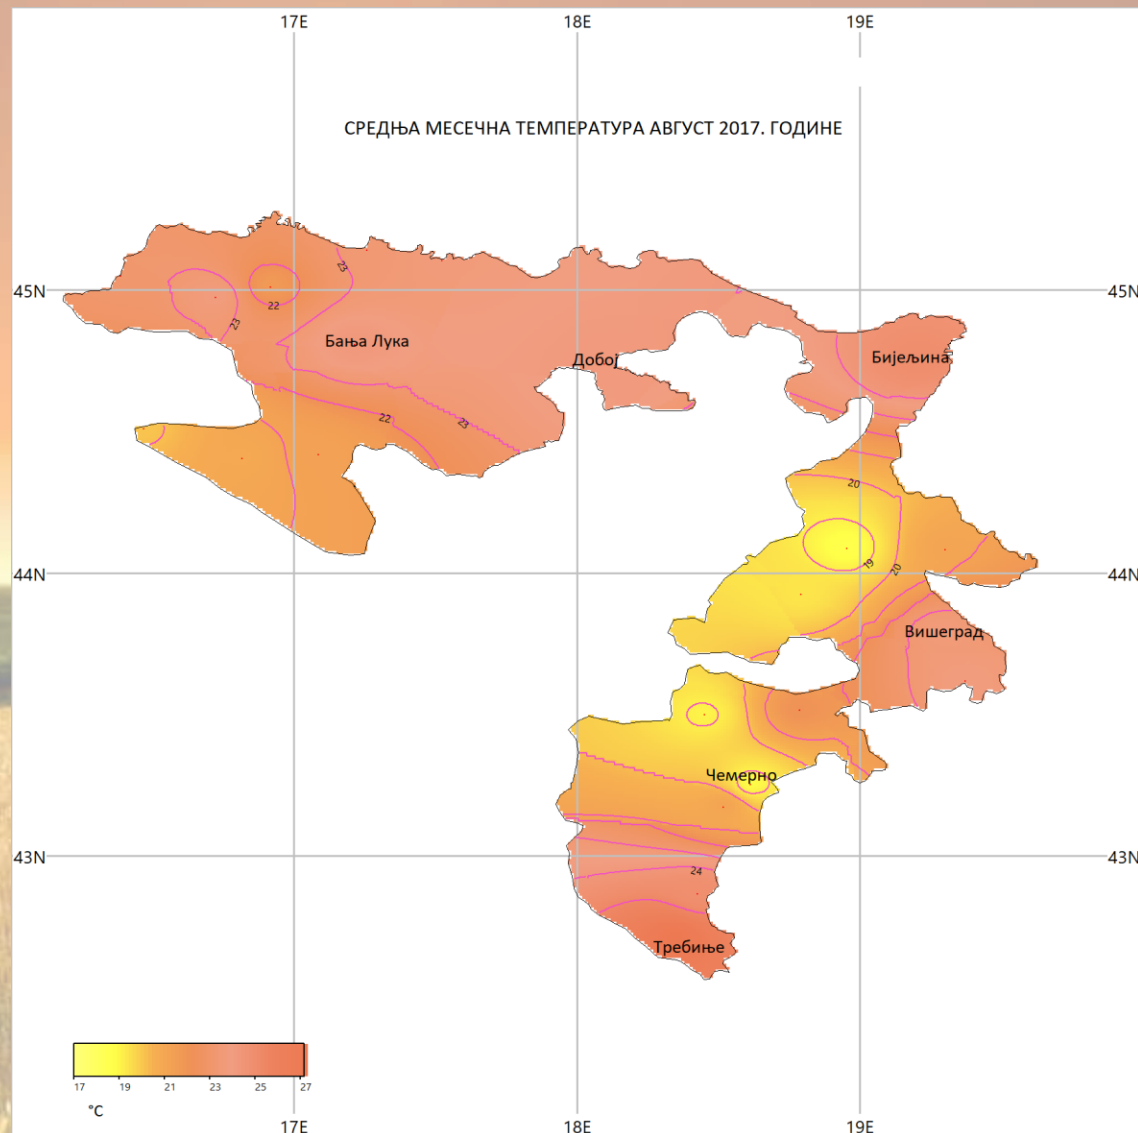 17E 18E 19E
СРЕДЊА МЕСЕЧНА ТЕМПЕРАТУРА АВГУСТ 2017. ГОДИНЕ
23
45N 45N
22
23
Бања Лука
Добој
Бијељина
22
23
20
19
20
44N 44N
Вишеград
Чемерно
43N 43N
24
Требиње
17 19 21 23 25 27
°C
17E 18E 19E